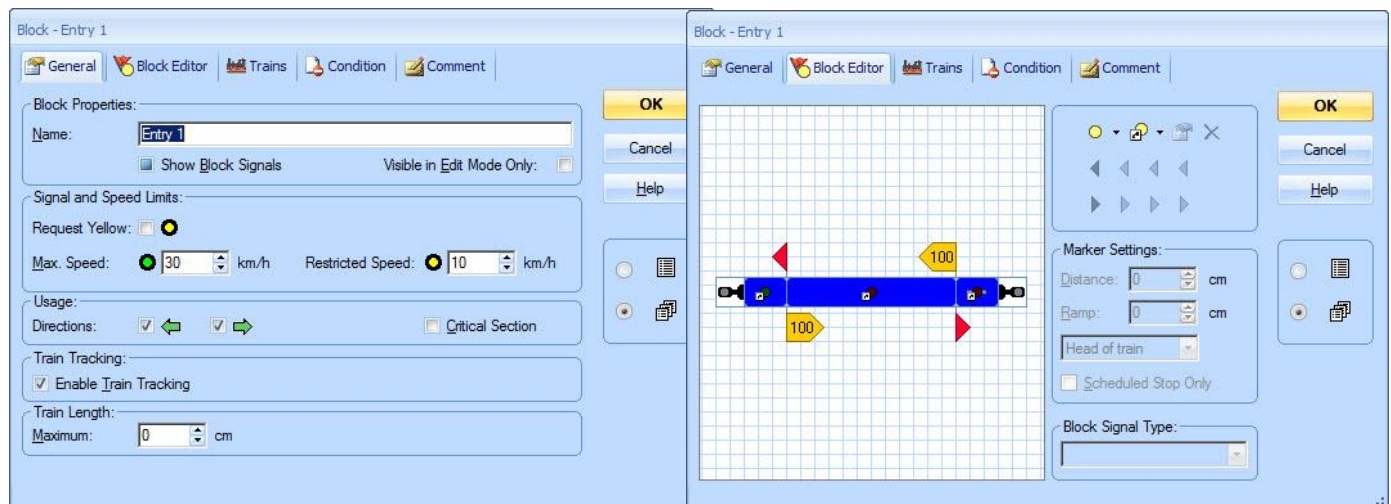 Block - Entry 1
General Block Editor Trains Condition Comment
Block Properties:
Name: Entry 1
Show Block Signals Visible in Edit Mode Only:
Signal and Speed Limits:
Request Yellow:
Max. Speed: 30 km/h Restricted Speed: 10 km/h
Usage:
Directions: Critical Section
Train Tracking:
Enable Train Tracking
Train Length:
Maximum: 0 cm
OK
Cancel
Help
Block - Entry 1
General Block Editor Trains Condition Comment
100
100
Marker Settings:
Distance: 0 cm
Ramp: 0 cm
Head of train
Scheduled Stop Only
Block Signal Type:
OK
Cancel
Help